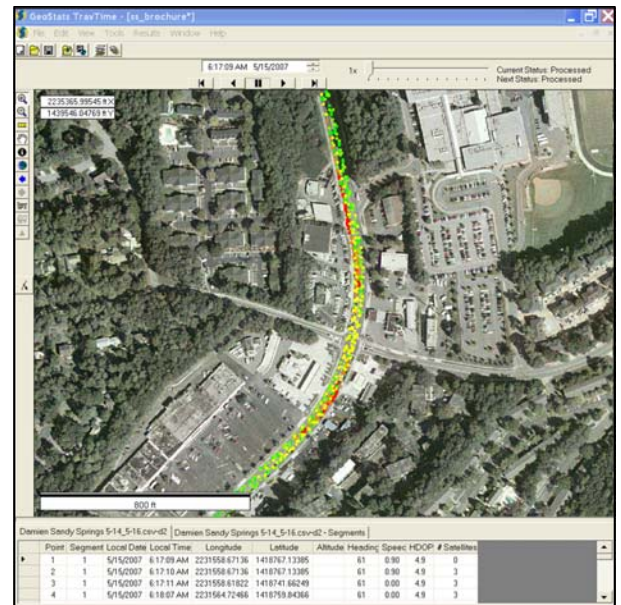 GeoStats TravTime - [ss_brochure*]
File Edit View Tools Results Window Help
6:17:09 AM 5/15/2007
1x
Current Status: Processed
Next Status: Processed
2235365.99545 ft X
1439546.04769 ft Y
800 ft
Damien Sandy Springs 5-14_5-16.csv-d2 Damien Sandy Springs 5-14_5-16.csv-d2 - Segments
Point Segment Local Date Local Time Longitude Latitude Altitude Heading Speec HDOP # Satellites
1 1 5/15/2007 6:17:09 AM 2231558.67136 1418767.13385 61 0.90 4.9 0
2 1 5/15/2007 6:17:10 AM 2231558.67136 1418767.13385 61 0.90 4.9 3
3 1 5/15/2007 6:17:11 AM 2231558.61822 1418741.66249 61 0.00 4.9 3
4 1 5/15/2007 6:18:07 AM 2231564.72466 1418759.84366 61 0.00 4.9 3